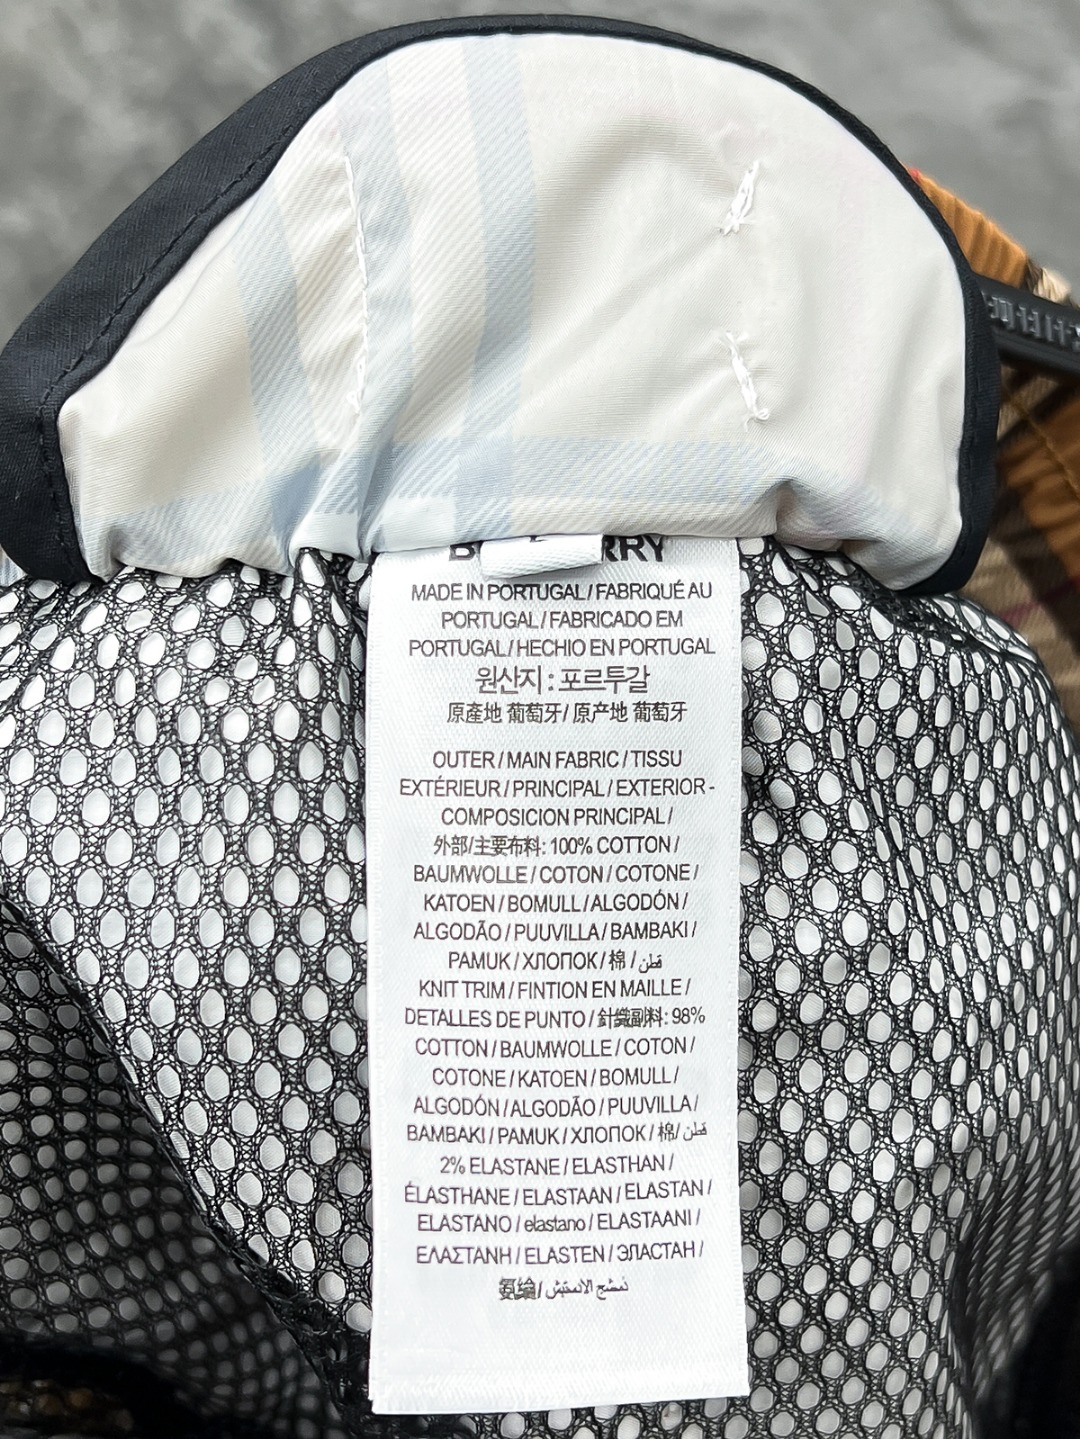 MADE IN PORTUGAL / FABRIQUÉ AU
PORTUGAL / FABRICADO EM
PORTUGAL / HECHIO EN PORTUGAL
원산지 : 포르투갈
原產地 葡萄牙 / 原产地 葡萄牙
OUTER / MAIN FABRIC / TISSU
EXTÉRIEUR / PRINCIPAL / EXTERIOR -
COMPOSICION PRINCIPAL /
外部/主要布料: 100% COTTON /
BAUMWOLLE / COTON / COTONE /
KATOEN / BOMULL / ALGODÓN /
ALGODÃO / PUUVILLA / BAMBAKI /
PAMUK / ХЛОПОК / 棉 / قطن
KNIT TRIM / FINTION EN MAILLE /
DETALLES DE PUNTO / 針織副料: 98%
COTTON / BAUMWOLLE / COTON /
COTONE / KATOEN / BOMULL /
ALGODÓN / ALGODÃO / PUUVILLA /
BAMBAKI / PAMUK / ХЛОПОК / 棉/ قطن
2% ELASTANE / ELASTHAN /
ÉLASTHANE / ELASTAAN / ELASTAN /
ELASTANO / elastano / ELASTAANI /
ΕΛΑΣΤΑΝΗ / ELASTEN / ЭЛАСТАН /
氨纶/